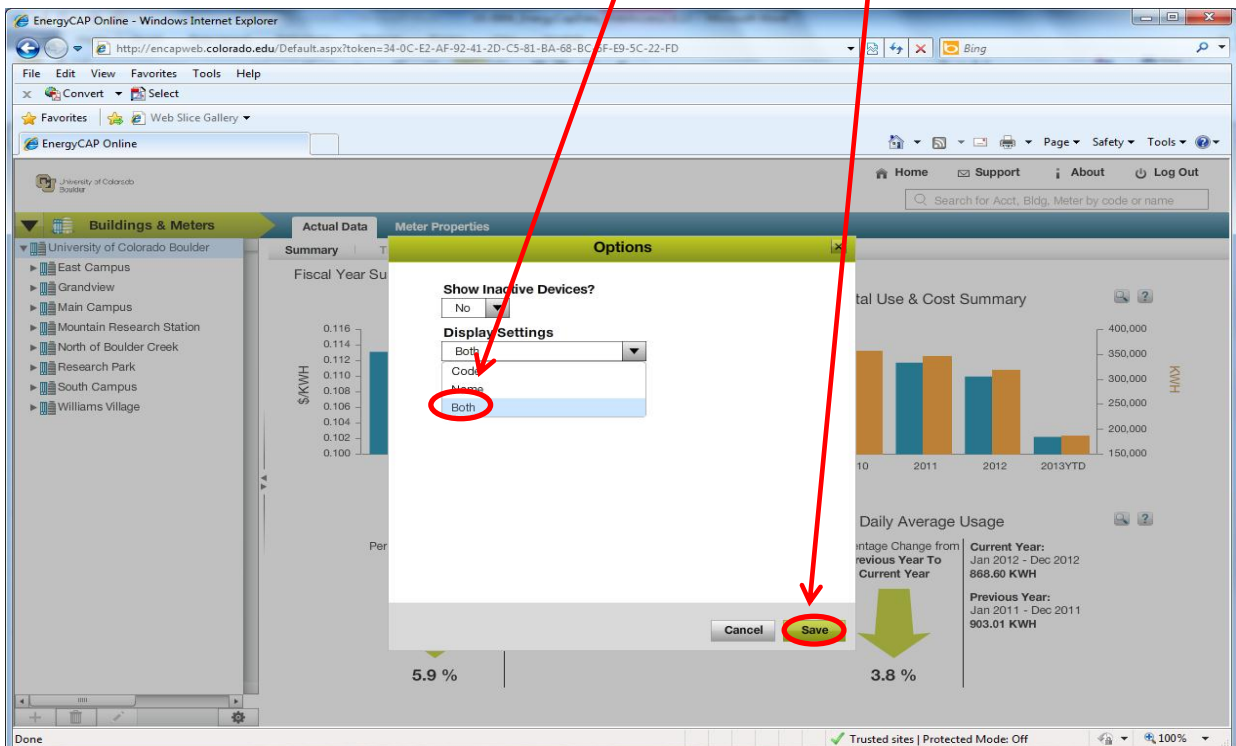 EnergyCAP Online - Windows Internet Explorer
http://encapweb.colorado.edu/Default.aspx?token=34-0C-E2-AF-92-41-2D-C5-81-BA-68-BC- F-E9-5C-22-FD
Bing
File Edit View Favorites Tools Help
x Convert Select
Favorites Web Slice Gallery
EnergyCAP Online
Page Safety Tools
University of Colorado
Boulder
Home Support i About Log Out
Search for Acct, Bldg, Meter by code or name
Buildings & Meters
Actual Data Meter Properties
University of Colorado Boulder
East Campus
Grandview
Main Campus
Mountain Research Station
North of Boulder Creek
Research Park
South Campus
Williams Village
Summary T
Fiscal Year Su
$/KWH
0.116
0.114
0.112
0.110
0.108
0.106
0.104
0.102
0.100
Options
Show Inactive Devices?
No
Display Settings
Both
Code
Name
Both
Cancel Save
tal Use & Cost Summary
400,000
350,000
300,000
250,000
200,000
150,000
KWH
10 2011 2012 2013YTD
Per
5.9 %
Daily Average Usage
entage Change from
revious Year To
Current Year
3.8 %
Current Year:
Jan 2012 - Dec 2012
868.60 KWH
Previous Year:
Jan 2011 - Dec 2011
903.01 KWH
Done
Trusted sites | Protected Mode: Off
100%